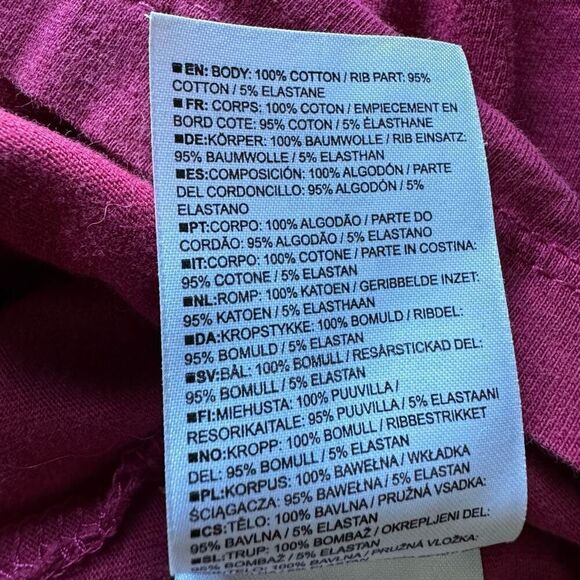 ■EN: BODY: 100% COTTON / RIB PART: 95%
COTTON / 5% ELASTANE
■FR: CORPS: 100% COTON / EMPIECEMENT EN
BORD COTE: 95% COTON / 5% ÉLASTHANE
■DE:KÖRPER: 100% BAUMWOLLE / RIB EINSATZ:
95% BAUMWOLLE / 5% ELASTHAN
■ES:COMPOSICIÓN: 100% ALGODÓN / PARTE
DEL CORDONCILLO: 95% ALGODÓN / 5%
ELASTANO
■PT:CORPO: 100% ALGODÃO / PARTE DO
CORDÃO: 95% ALGODÃO / 5% ELASTANO
■IT:CORPO: 100% COTONE / PARTE IN COSTINA:
95% COTONE / 5% ELASTAN
■NL:ROMP: 100% KATOEN / GERIBBELDE INZET:
95% KATOEN / 5% ELASTHAAN
■DA:KROPSTYKKE: 100% BOMULD / RIBDEL:
95% BOMULD / 5% ELASTAN
■SV:BÅL: 100% BOMULL / RESÅRSTICKAD DEL:
95% BOMULL / 5% ELASTAN
■FI:MIEHUSTA: 100% PUUVILLA /
RESORIKAITALE: 95% PUUVILLA / 5% ELASTAANI
■NO:KROPP: 100% BOMULL / RIBBESTRIKKET
DEL: 95% BOMULL / 5% ELASTAN
■PL:KORPUS: 100% BAWEŁNA / WKŁADKA
ŚCIĄGACZA: 95% BAWEŁNA / 5% ELASTAN
■CS:TĚLO: 100% BAVLNA / PRUŽNÁ VSADKA:
95% BAVLNA / 5% ELASTAN
■SL:TRUP: 100% BOMBAŽ / OKREPLJENI DEL: